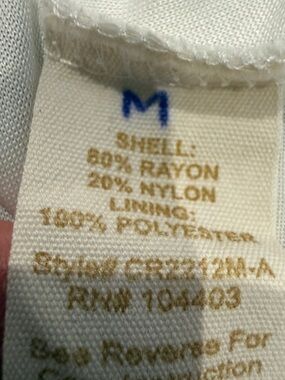 M
SHELL:
80% RAYON
20% NYLON
LINING:
100% POLYESTER
Style# CR2212M-A
RN# 104403
See Reverse For